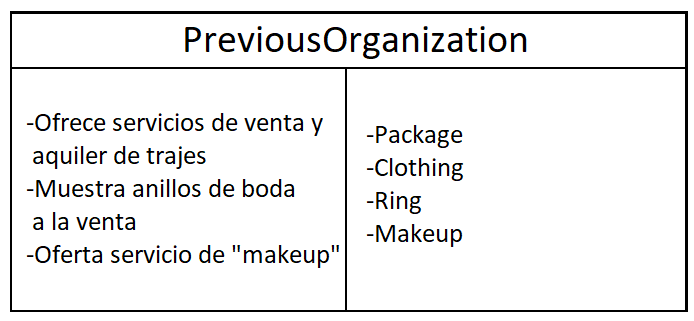 PreviousOrganization
-Ofrece servicios de venta y
aquiler de trajes
-Muestra anillos de boda
a la venta
-Oferta servicio de "makeup"
-Package
-Clothing
-Ring
-Makeup